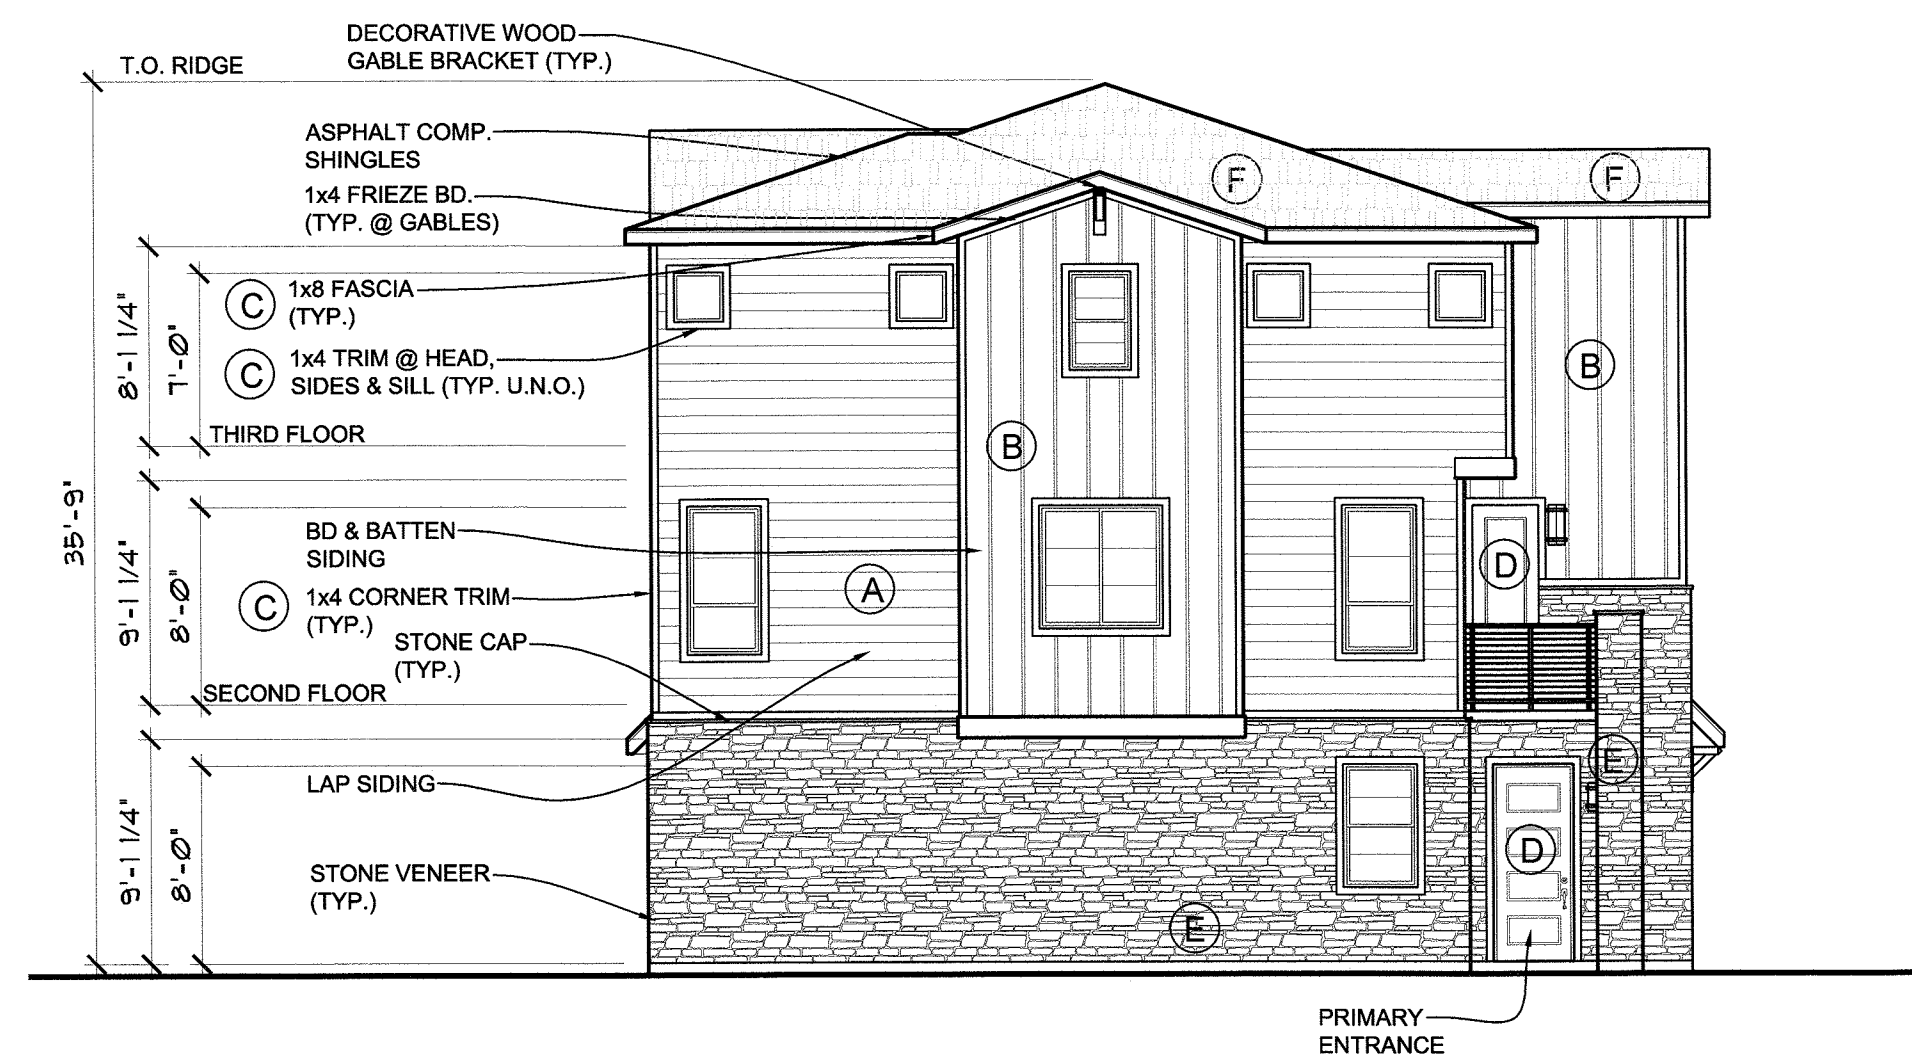 DECORATIVE WOOD
GABLE BRACKET (TYP.)
T.O. RIDGE
ASPHALT COMP.
SHINGLES
F
F
1x4 FRIEZE BD.
(TYP. @ GABLES)
C
1x8 FASCIA
(TYP.)
C
1x4 TRIM @ HEAD,
SIDES & SILL (TYP. U.N.O.)
8'-1 1/4"
7'-0"
B
THIRD FLOOR
B
35'-9"
BD & BATTEN
SIDING
D
A
C
1x4 CORNER TRIM
(TYP.)
9'-1 1/4"
8'-0"
STONE CAP
(TYP.)
SECOND FLOOR
E
LAP SIDING
9'-1 1/4"
8'-0"
D
STONE VENEER
(TYP.)
E
PRIMARY
ENTRANCE